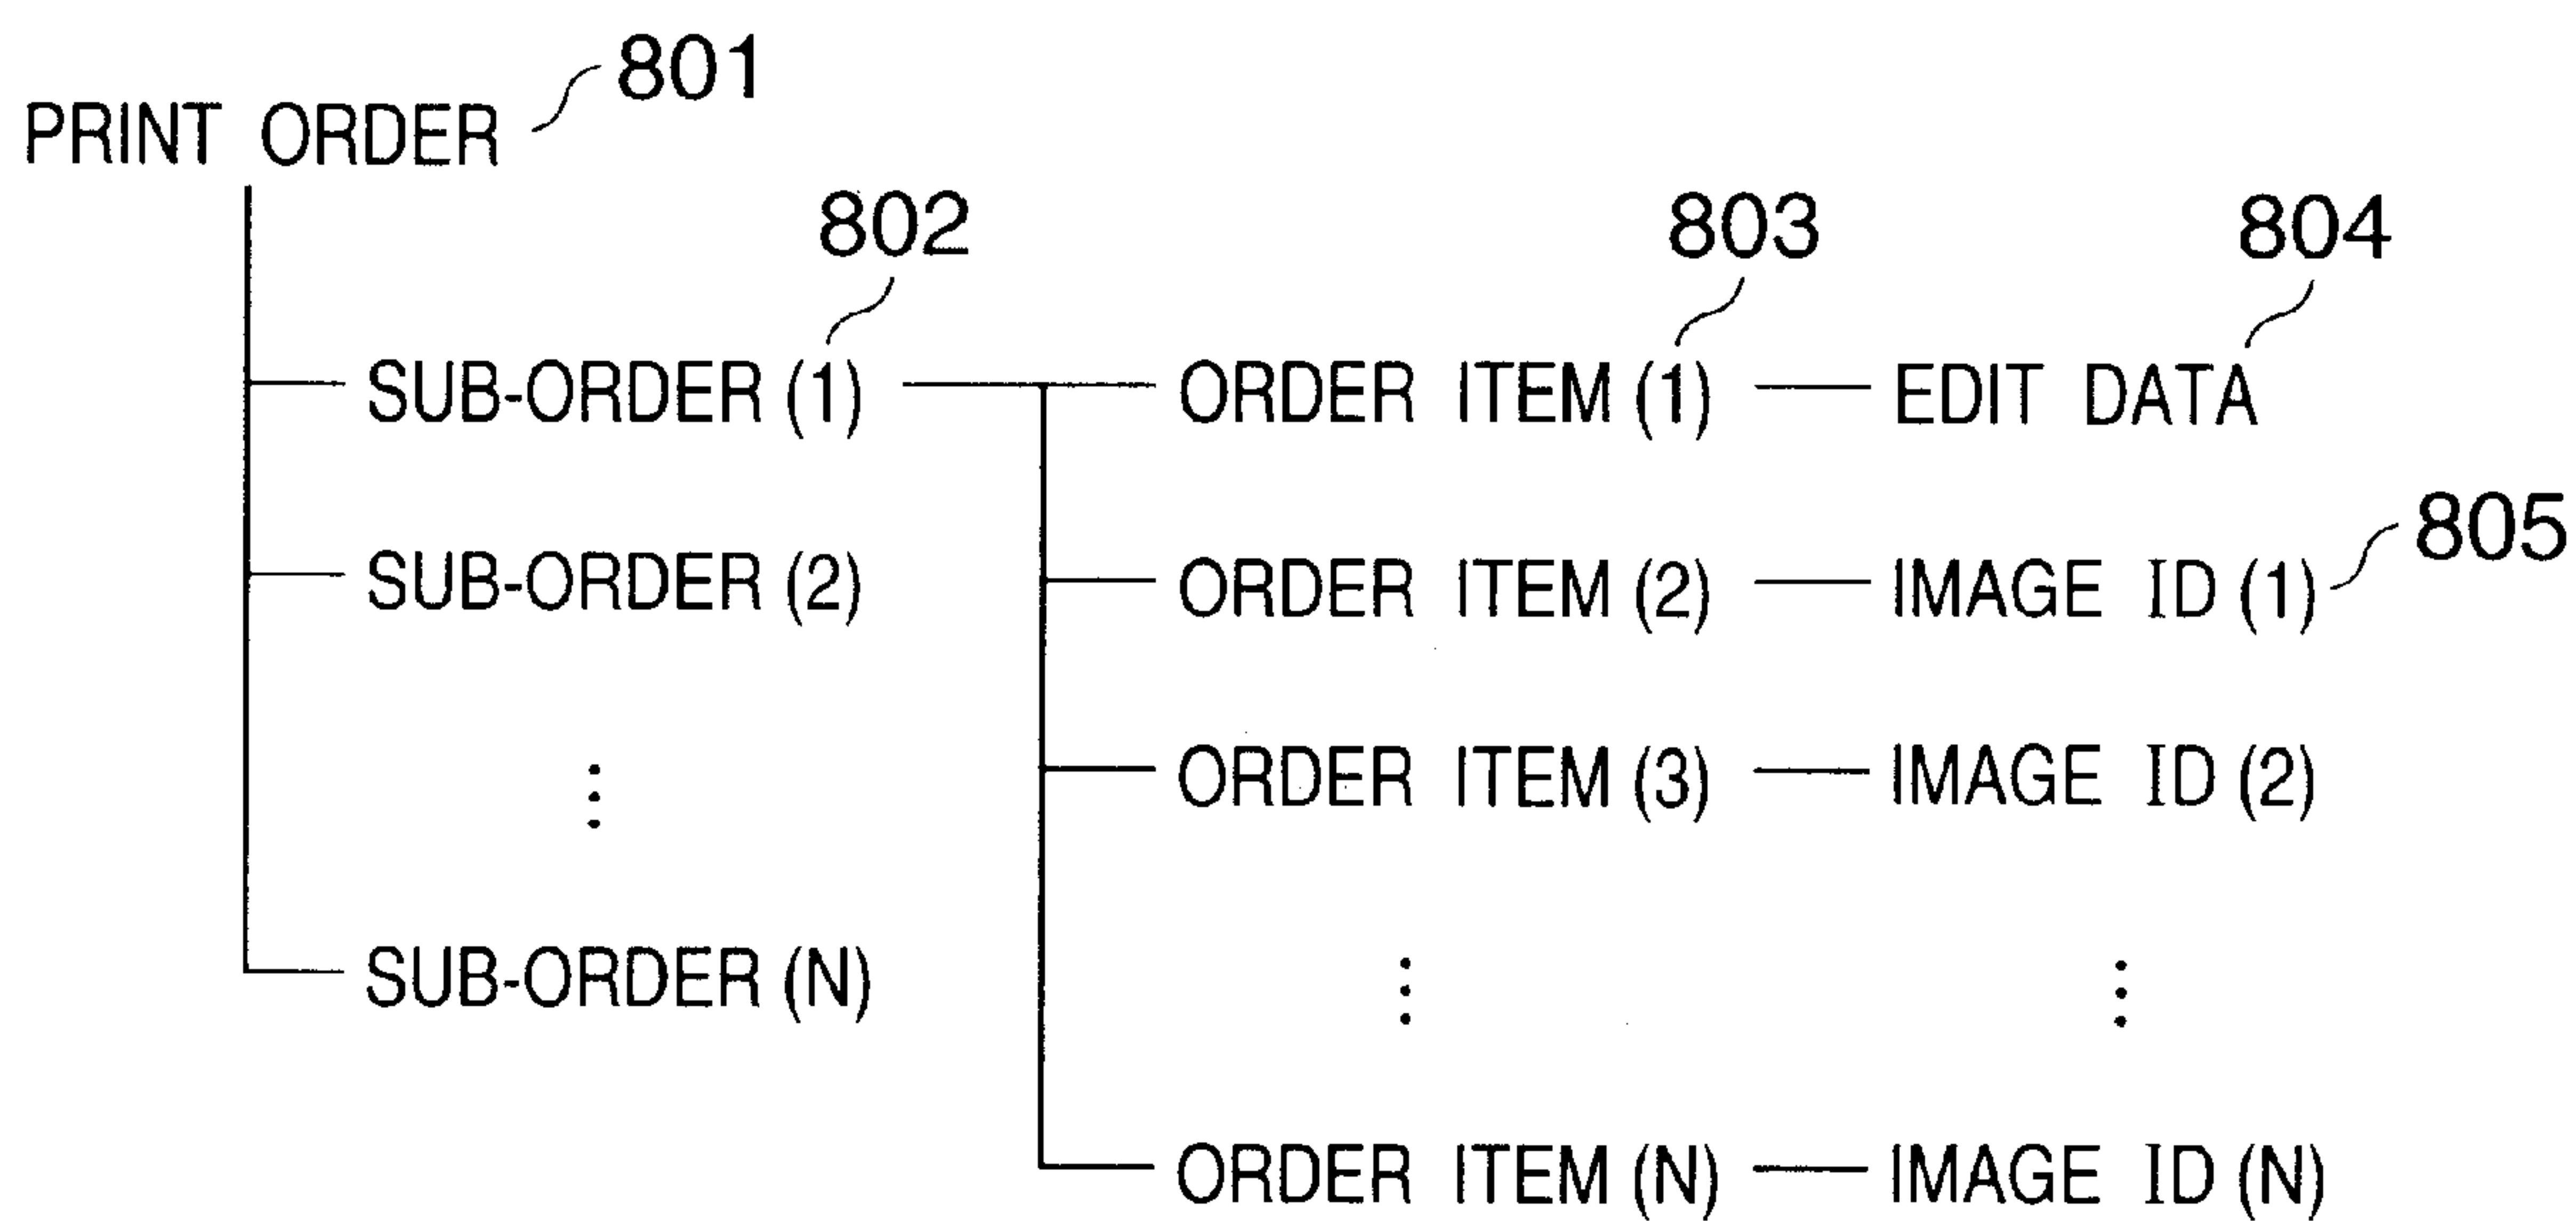 801
PRINT ORDER
802 803 804
SUB-ORDER (1) ORDER ITEM (1) EDIT DATA
805
SUB-ORDER (2) ORDER ITEM (2) IMAGE ID (1)
ORDER ITEM (3) IMAGE ID (2)
SUB-ORDER (N)
ORDER ITEM (N) IMAGE ID (N)